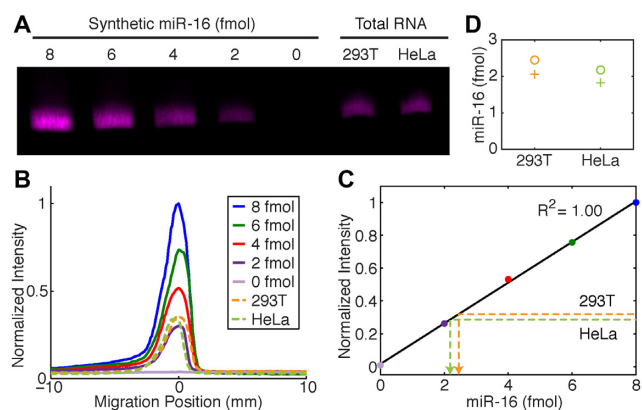 A
Synthetic miR-16 (fmol)
Total RNA
8 6 4 2 0 293T HeLa
B
Normalized Intensity
1
0.5
0
-10 0 10
Migration Position (mm)
8 fmol
6 fmol
4 fmol
2 fmol
0 fmol
293T
HeLa
D
miR-16 (fmol)
3
2
1
0
293T HeLa
C
Normalized Intensity
1
0.8
0.6
0.4
0.2
0
R2 = 1.00
293T
HeLa
0 2 4 6 8
miR-16 (fmol)